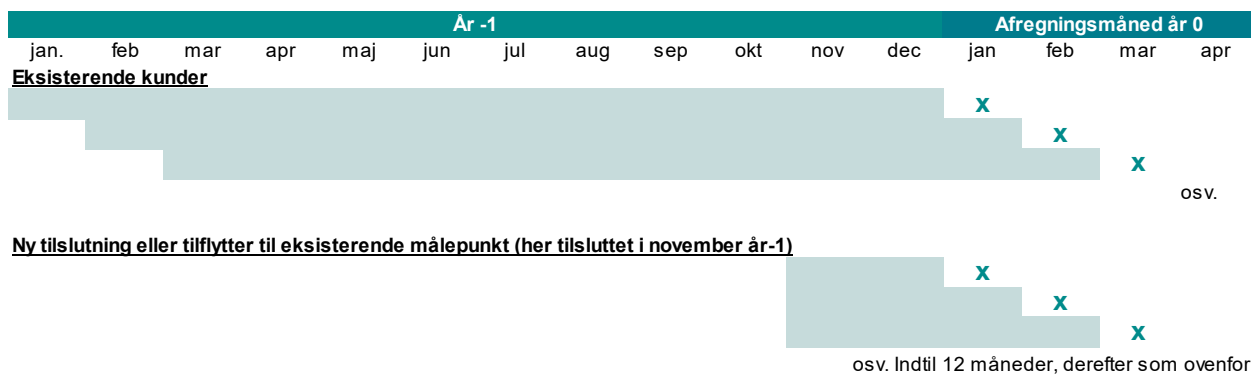 År -1 Afregningsmåned år 0
jan. feb mar apr maj jun jul aug sep okt nov dec jan feb mar apr
Eksisterende kunder
x
x
x
osv.
Ny tilslutning eller tilflytter til eksisterende målepunkt (her tilsluttet i november år-1)
x
x
x
osv. Indtil 12 måneder, derefter som ovenfor